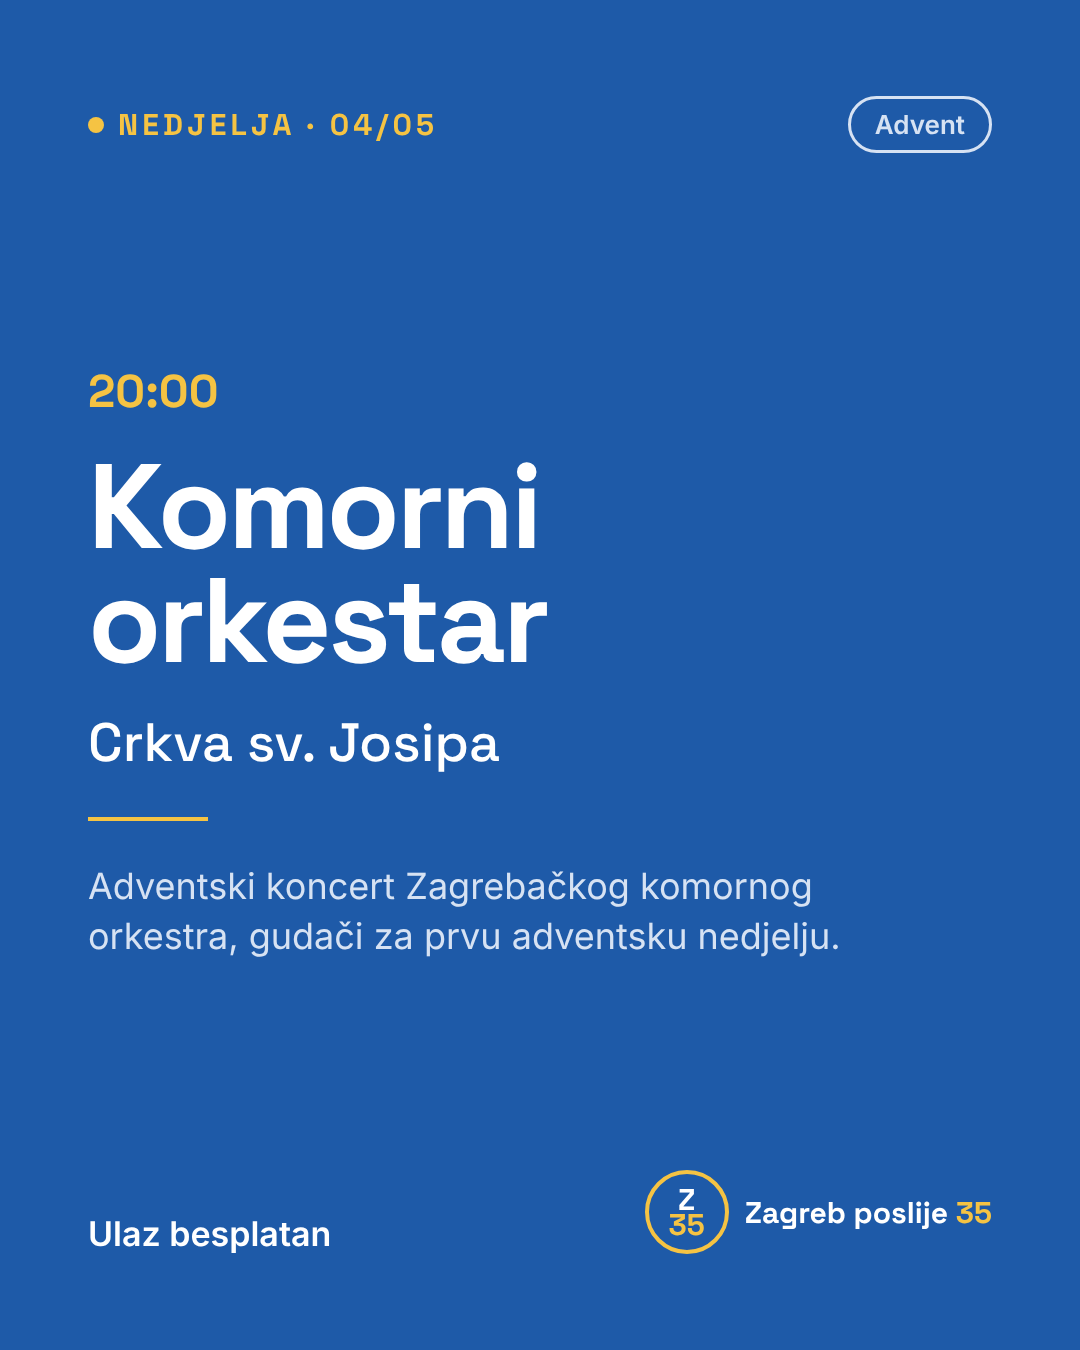 NEDJELJA · 04/05
Advent
20:00
Komorni
orkestar
Crkva sv. Josipa
Adventski koncert Zagrebačkog komornog
orkestra, gudači za prvu adventsku nedjelju.
Ulaz besplatan
Z
35
Zagreb poslije 35